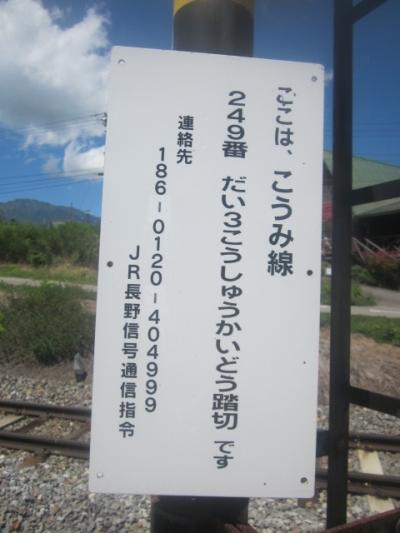 ここは、こうみ線
249番 だい3こうしゅうかいどう踏切 です
連絡先
186-0120-404999
JR長野信号通信指令